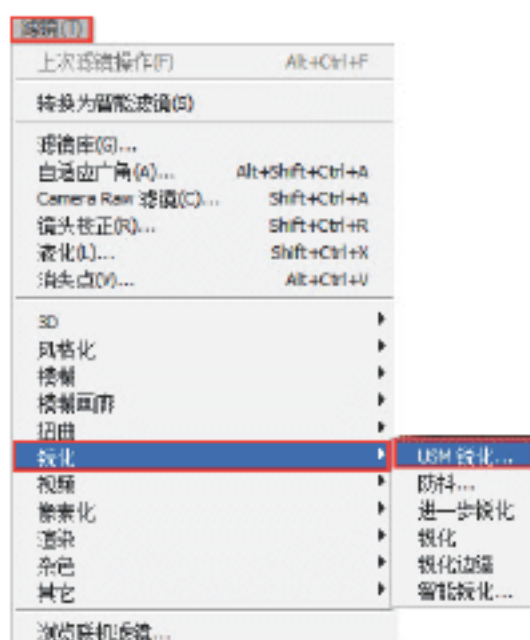 滤镜(T)
上次滤镜操作(F) Alt+Ctrl+F
转换为智能滤镜(S)
滤镜库(G)...
自适应广角(A)... Alt+Shift+Ctrl+A
Camera Raw 滤镜(C)... Shift+Ctrl+A
镜头校正(R)... Shift+Ctrl+R
液化(L)... Shift+Ctrl+X
消失点(V)... Alt+Ctrl+V
3D
风格化
模糊
模糊画廊
扭曲
锐化
USM 锐化...
视频
防抖...
像素化
进一步锐化
渲染
锐化
杂色
锐化边缘
其它
智能锐化...
浏览联机滤镜...